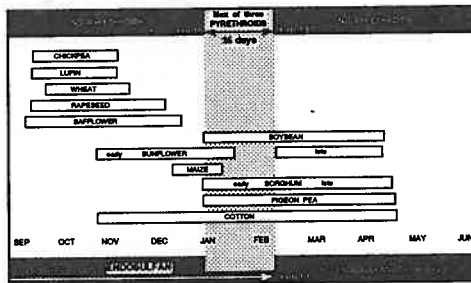 Max of three
PYRETHROIDS
36 days
CHICKPEA
LUPIN
WHEAT
RAPESEED
SAFFLOWER
SOYBEAN
early SUNFLOWER late
MAIZE
early SORGHUM late
PIGEON PEA
COTTON
SEP OCT NOV DEC JAN FEB MAR APR MAY JUN
ENDOSULFAN